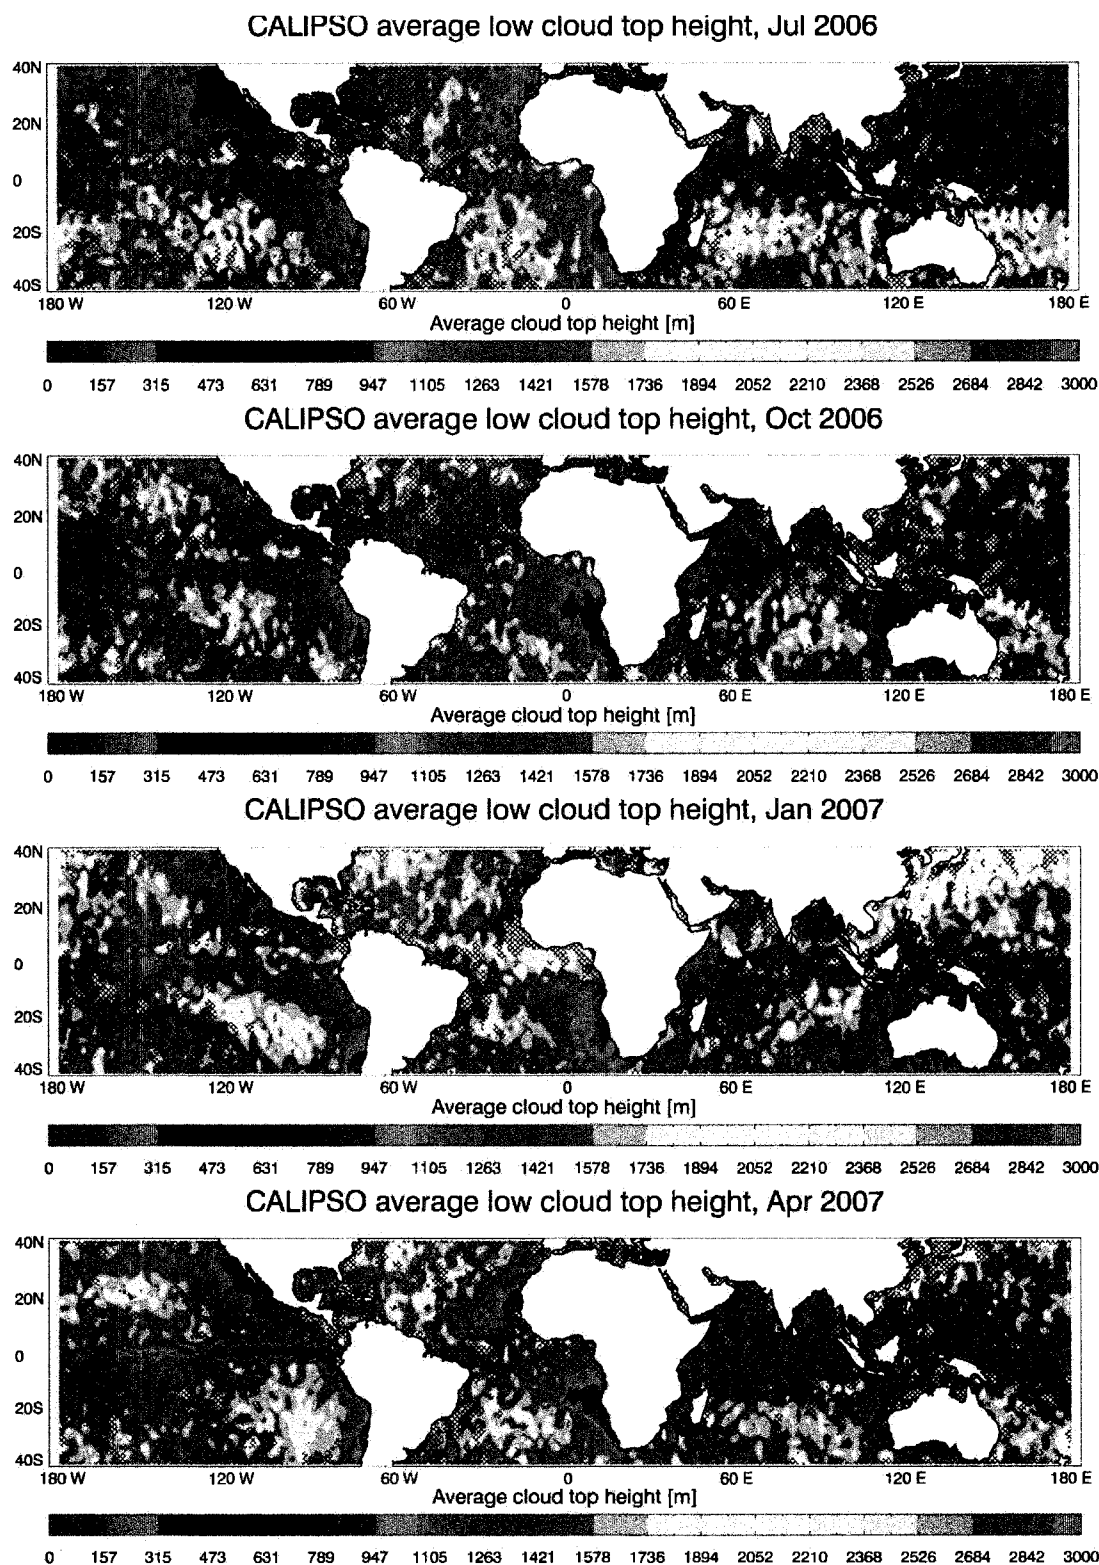 CALIPSO average low cloud top height, Jul 2006
40N
20N
0
20S
40S
180 W 120 W 60 W 0 60 E 120 E 180 E
Average cloud top height [m]
0 157 315 473 631 789 947 1105 1263 1421 1578 1736 1894 2052 2210 2368 2526 2684 2842 3000
CALIPSO average low cloud top height, Oct 2006
40N
20N
0
20S
40S
180 W 120 W 60 W 0 60 E 120 E 180 E
Average cloud top height [m]
0 157 315 473 631 789 947 1105 1263 1421 1578 1736 1894 2052 2210 2368 2526 2684 2842 3000
CALIPSO average low cloud top height, Jan 2007
40N
20N
0
20S
40S
180 W 120 W 60 W 0 60 E 120 E 180 E
Average cloud top height [m]
0 157 315 473 631 789 947 1105 1263 1421 1578 1736 1894 2052 2210 2368 2526 2684 2842 3000
CALIPSO average low cloud top height, Apr 2007
40N
20N
0
20S
40S
180 W 120 W 60 W 0 60 E 120 E 180 E
Average cloud top height [m]
0 157 315 473 631 789 947 1105 1263 1421 1578 1736 1894 2052 2210 2368 2526 2684 2842 3000